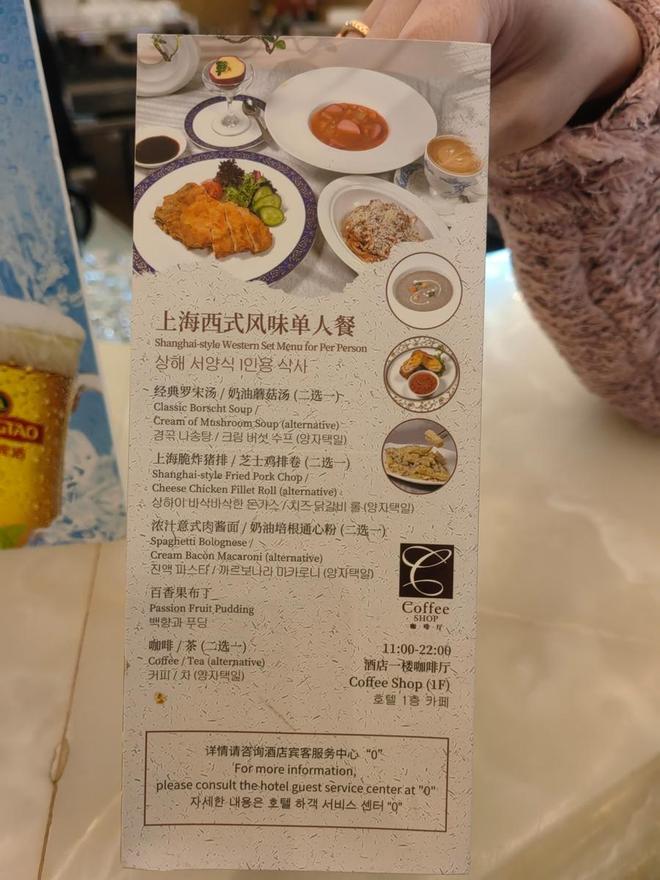 上海西式风味单人餐
Shanghai-style Western Set Menu for Per Person
상해 서양식 1인용 식사
经典罗宋汤 / 奶油蘑菇汤 (二选一)
Classic Borscht Soup /
Cream of Mushroom Soup (alternative)
경곡 나송탕 / 크림 버섯 수프 (양자택일)
上海脆炸猪排 / 芝士鸡排卷 (二选一)
Shanghai-style Fried Pork Chop /
Cheese Chicken Fillet Roll (alternative)
상하이 바삭바삭한 돈까스 / 치즈 닭갈비 롤 (양자택일)
浓汁意式肉酱面 / 奶油培根通心粉 (二选一)
Spaghetti Bolognese /
Cream Bacon Macaroni (alternative)
진액 파스타 / 까르보나라 마카로니 (양자택일)
百香果布丁
Passion Fruit Pudding
백향과 푸딩
咖啡 / 茶 (二选一)
Coffee / Tea (alternative)
커피 / 차 (양자택일)
C
Coffee
SHOP
咖啡厅
11:00-22:00
酒店一楼咖啡厅
Coffee Shop (1F)
호텔 1층 카페
详情请咨询酒店宾客服务中心 “0”
For more information,
please consult the hotel guest service center at "0"
자세한 내용은 호텔 하객 서비스 센터 "0"
GTAO